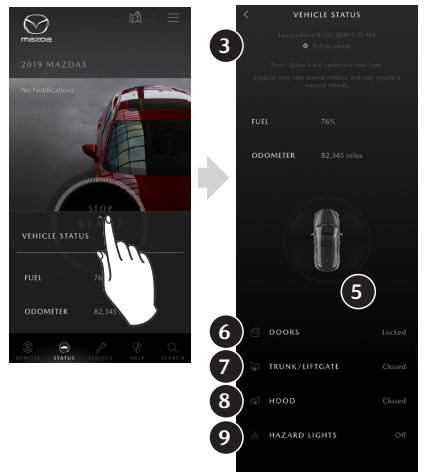 mazda
2019 MAZDA3
No Notifications
STOP
VEHICLE STATUS
FUEL 76
ODOMETER 82,345
REMOTE STATUS SERVICE HELP SEARCH
VEHICLE STATUS
3
Last Updated 8/26/2019 9:35 AM
Pull to refresh
Note: Status is not updated in real-time.
Updates may take several minutes and may require a
manual refresh.
FUEL 76%
ODOMETER 82,345 miles
5
6 DOORS Locked
7 TRUNK/LIFTGATE Closed
8 HOOD Closed
9 HAZARD LIGHTS Off